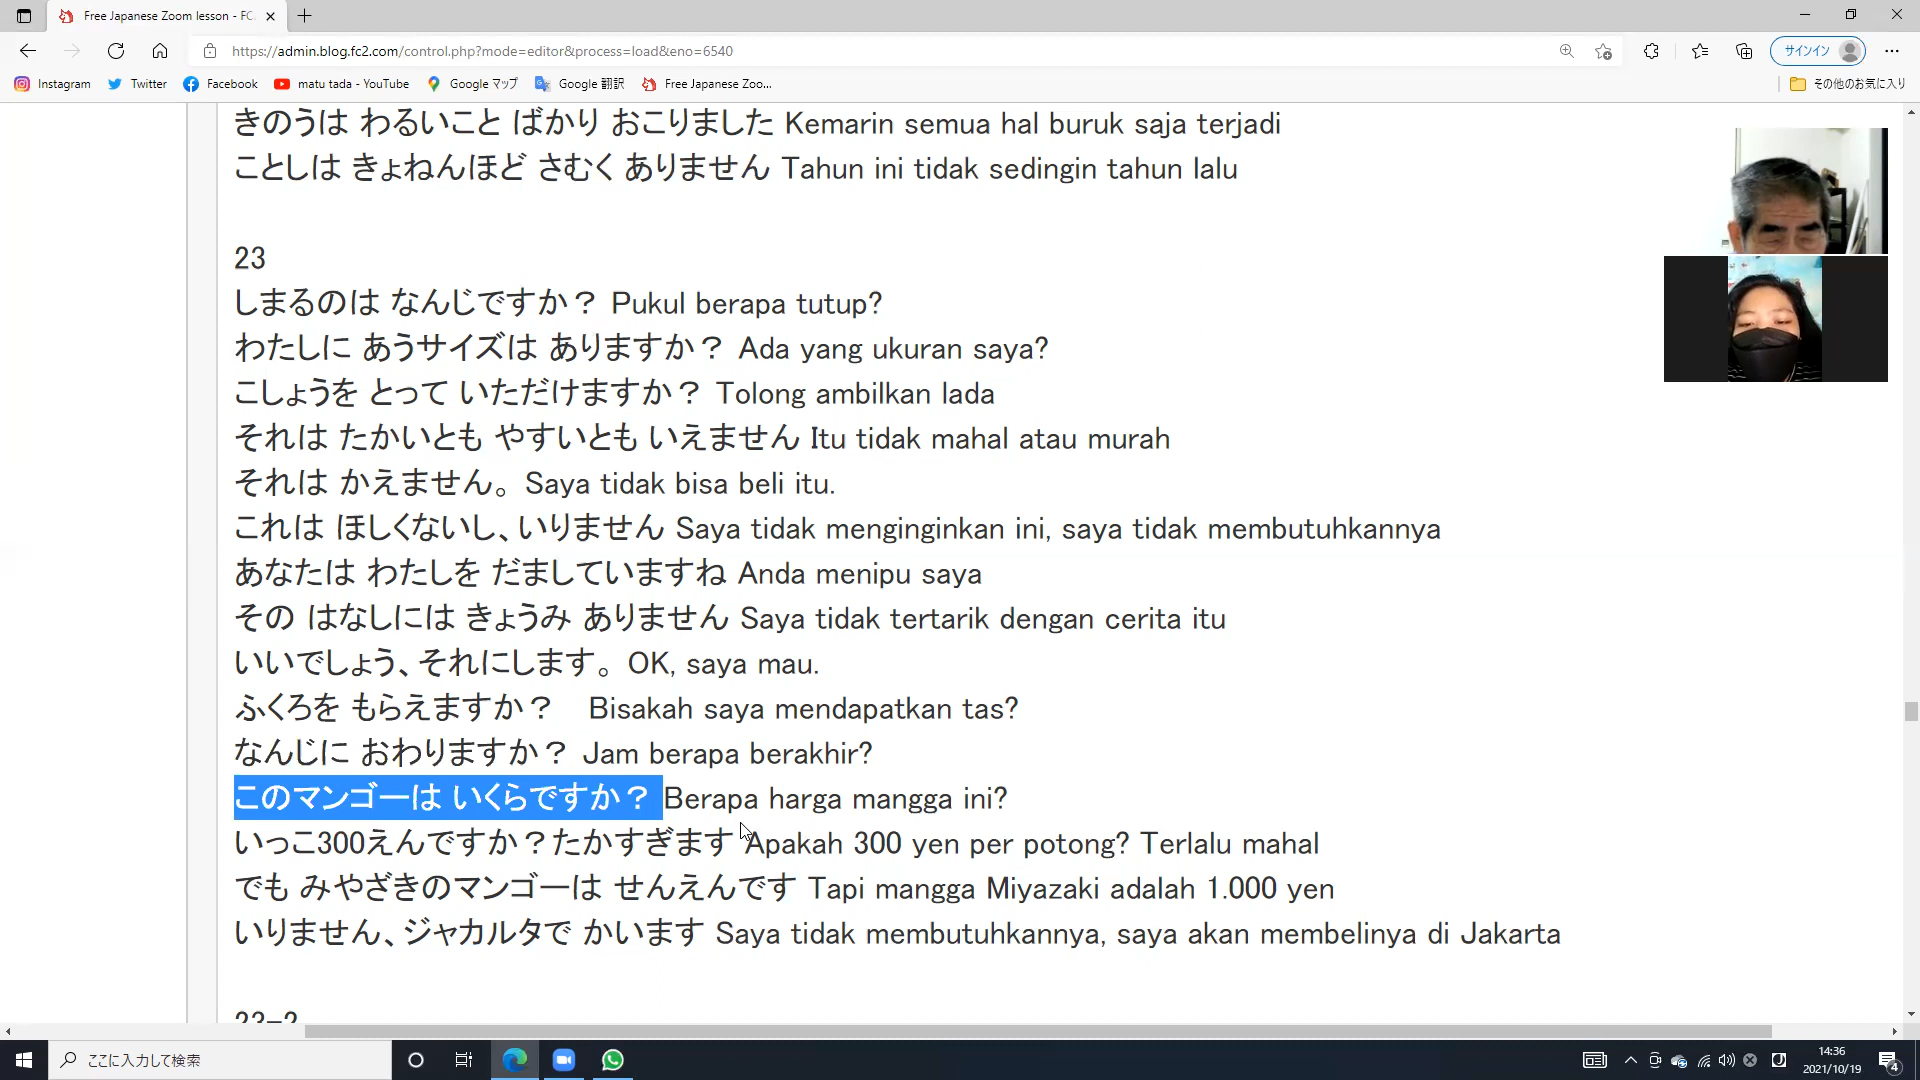 Free Japanese Zoom lesson - FC
https://admin.blog.fc2.com/control.php?mode=editor&process=load&eno=6540
サインイン
Instagram Twitter Facebook matu tada - YouTube Google マップ Google 翻訳 Free Japanese Zoo... その他のお気に入り
きのうは わるいこと ばかり おこりました Kemarin semua hal buruk saja terjadi
ことしは きょねんほど さむく ありません Tahun ini tidak sedingin tahun lalu
23
しまるのは なんじですか？ Pukul berapa tutup?
わたしに あうサイズは ありますか？ Ada yang ukuran saya?
こしょうを とって いただけますか？ Tolong ambilkan lada
それは たかいとも やすいとも いえません Itu tidak mahal atau murah
それは かえません。 Saya tidak bisa beli itu.
これは ほしくないし、いりません Saya tidak menginginkan ini, saya tidak membutuhkannya
あなたは わたしを だましていますね Anda menipu saya
その はなしには きょうみ ありません Saya tidak tertarik dengan cerita itu
いいでしょう、それにします。 OK, saya mau.
ふくろを もらえますか？　Bisakah saya mendapatkan tas?
なんじに おわりますか？ Jam berapa berakhir?
このマンゴーは いくらですか？ Berapa harga mangga ini?
いっこ300えんですか？たかすぎます Apakah 300 yen per potong? Terlalu mahal
でも みやざきのマンゴーは せんえんです Tapi mangga Miyazaki adalah 1.000 yen
いりません、ジャカルタで かいます Saya tidak membutuhkannya, saya akan membelinya di Jakarta
23-2
ここに入力して検索
14:36
2021/10/19
4